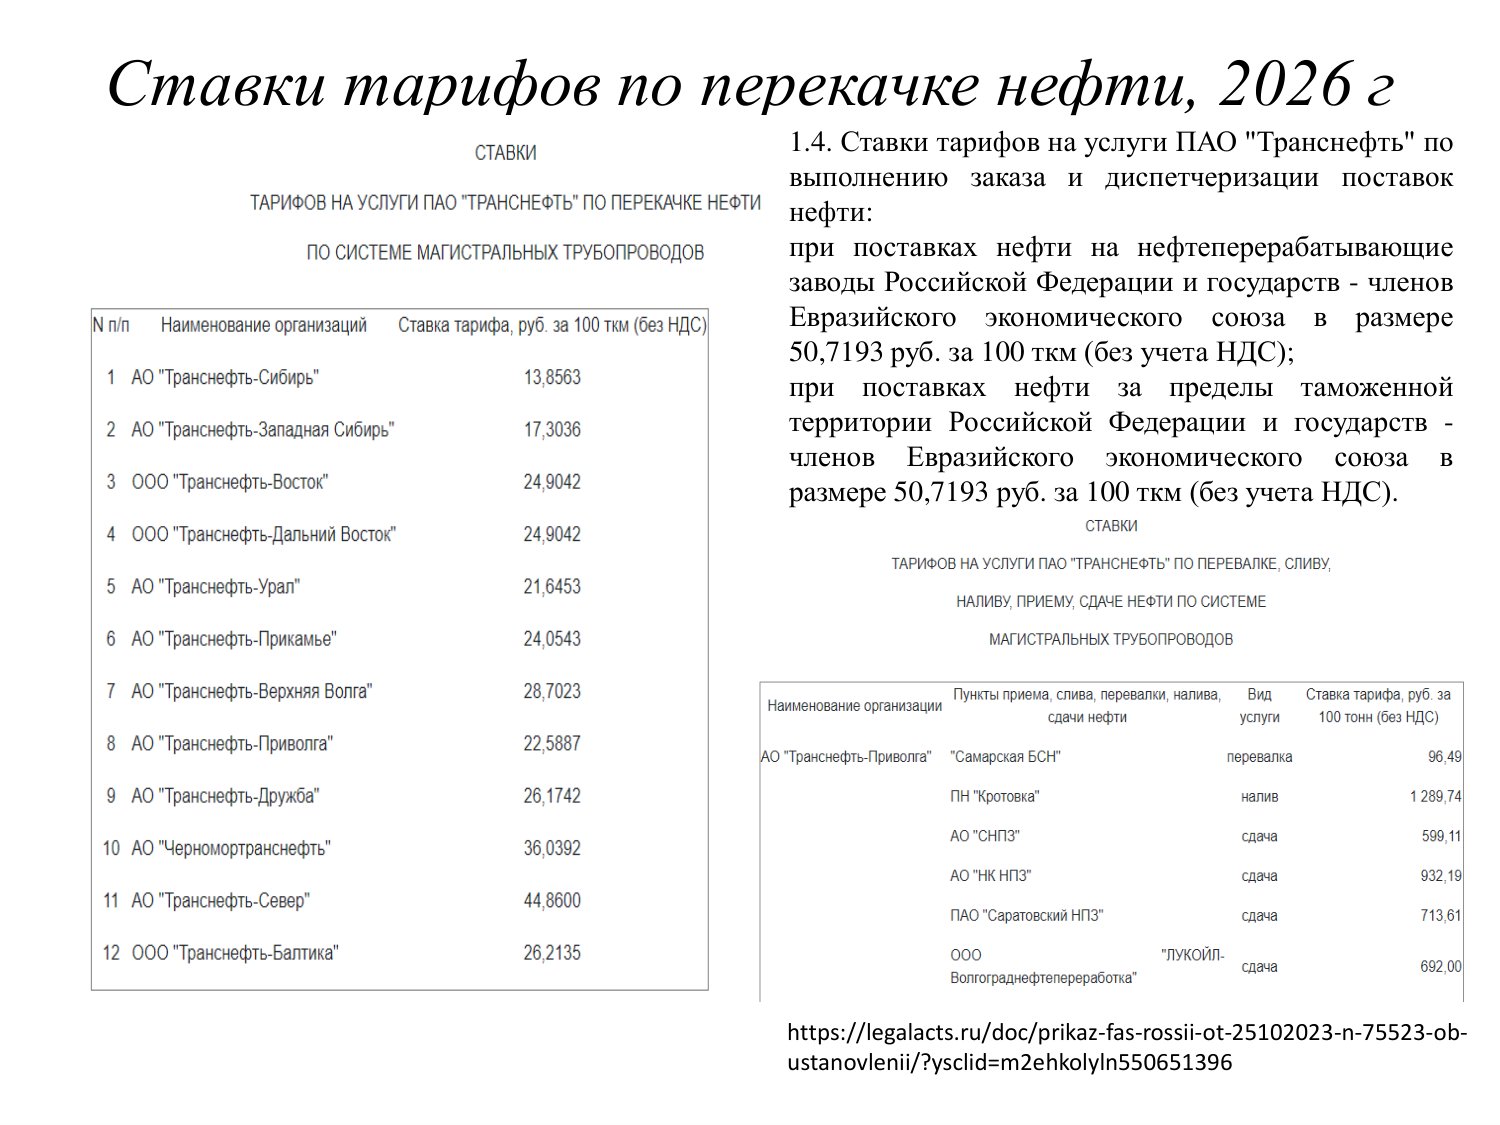 Ставки тарифов по перекачке нефти, 2026 г
СТАВКИ
ТАРИФОВ НА УСЛУГИ ПАО "ТРАНСНЕФТЬ" ПО ПЕРЕКАЧКЕ НЕФТИ
ПО СИСТЕМЕ МАГИСТРАЛЬНЫХ ТРУБОПРОВОДОВ
N п/п Наименование организаций Ставка тарифа, руб. за 100 ткм (без НДС)
1 АО "Транснефть-Сибирь" 13,8563
2 АО "Транснефть-Западная Сибирь" 17,3036
3 ООО "Транснефть-Восток" 24,9042
4 ООО "Транснефть-Дальний Восток" 24,9042
5 АО "Транснефть-Урал" 21,6453
6 АО "Транснефть-Прикамье" 24,0543
7 АО "Транснефть-Верхняя Волга" 28,7023
8 АО "Транснефть-Приволга" 22,5887
9 АО "Транснефть-Дружба" 26,1742
10 АО "Черномортранснефть" 36,0392
11 АО "Транснефть-Север" 44,8600
12 ООО "Транснефть-Балтика" 26,2135
1.4. Ставки тарифов на услуги ПАО "Транснефть" по
выполнению заказа и диспетчеризации поставок
нефти:
при поставках нефти на нефтеперерабатывающие
заводы Российской Федерации и государств - членов
Евразийского экономического союза в размере
50,7193 руб. за 100 ткм (без учета НДС);
при поставках нефти за пределы таможенной
территории Российской Федерации и государств -
членов Евразийского экономического союза в
размере 50,7193 руб. за 100 ткм (без учета НДС).
СТАВКИ
ТАРИФОВ НА УСЛУГИ ПАО "ТРАНСНЕФТЬ" ПО ПЕРЕВАЛКЕ, СЛИВУ,
НАЛИВУ, ПРИЕМУ, СДАЧЕ НЕФТИ ПО СИСТЕМЕ
МАГИСТРАЛЬНЫХ ТРУБОПРОВОДОВ
Наименование организации Пункты приема, слива, перевалки, налива, Вид Ставка тарифа, руб. за
сдачи нефти услуги 100 тонн (без НДС)
АО "Транснефть-Приволга" "Самарская БСН" перевалка 96,49
ПН "Кротовка" налив 1 289,74
АО "СНПЗ" сдача 599,11
АО "НК НПЗ" сдача 932,19
ПАО "Саратовский НПЗ" сдача 713,61
ООО "ЛУКОЙЛ-
Волгограднефтепереработка" сдача 692,00
https://legalacts.ru/doc/prikaz-fas-rossii-ot-25102023-n-75523-ob-
ustanovlenii/?ysclid=m2ehkolyln550651396